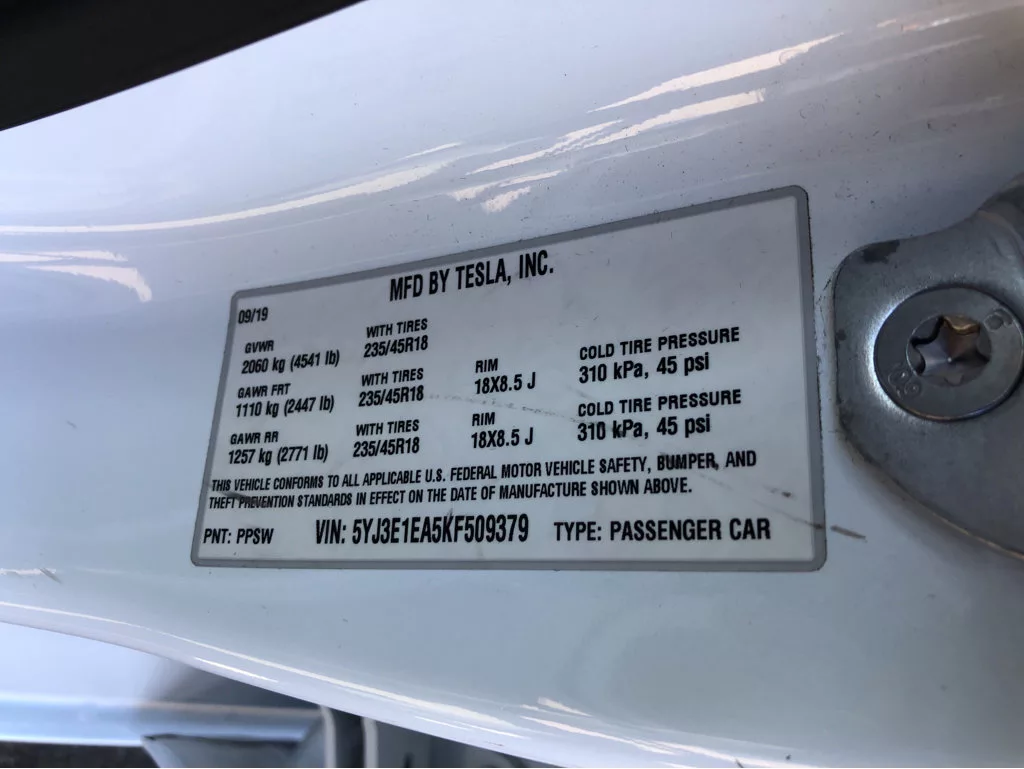 MFD BY TESLA, INC.
09/19
GVWR
2060 kg (4541 lb)
WITH TIRES
235/45R18
GAWR FRT
1110 kg (2447 lb)
WITH TIRES
235/45R18
RIM
18X8.5 J
COLD TIRE PRESSURE
310 kPa, 45 psi
GAWR RR
1257 kg (2771 lb)
WITH TIRES
235/45R18
RIM
18X8.5 J
COLD TIRE PRESSURE
310 kPa, 45 psi
THIS VEHICLE CONFORMS TO ALL APPLICABLE U.S. FEDERAL MOTOR VEHICLE SAFETY, BUMPER, AND
THEFT PREVENTION STANDARDS IN EFFECT ON THE DATE OF MANUFACTURE SHOWN ABOVE.
PNT: PPSW VIN: 5YJ3E1EA5KF509379 TYPE: PASSENGER CAR